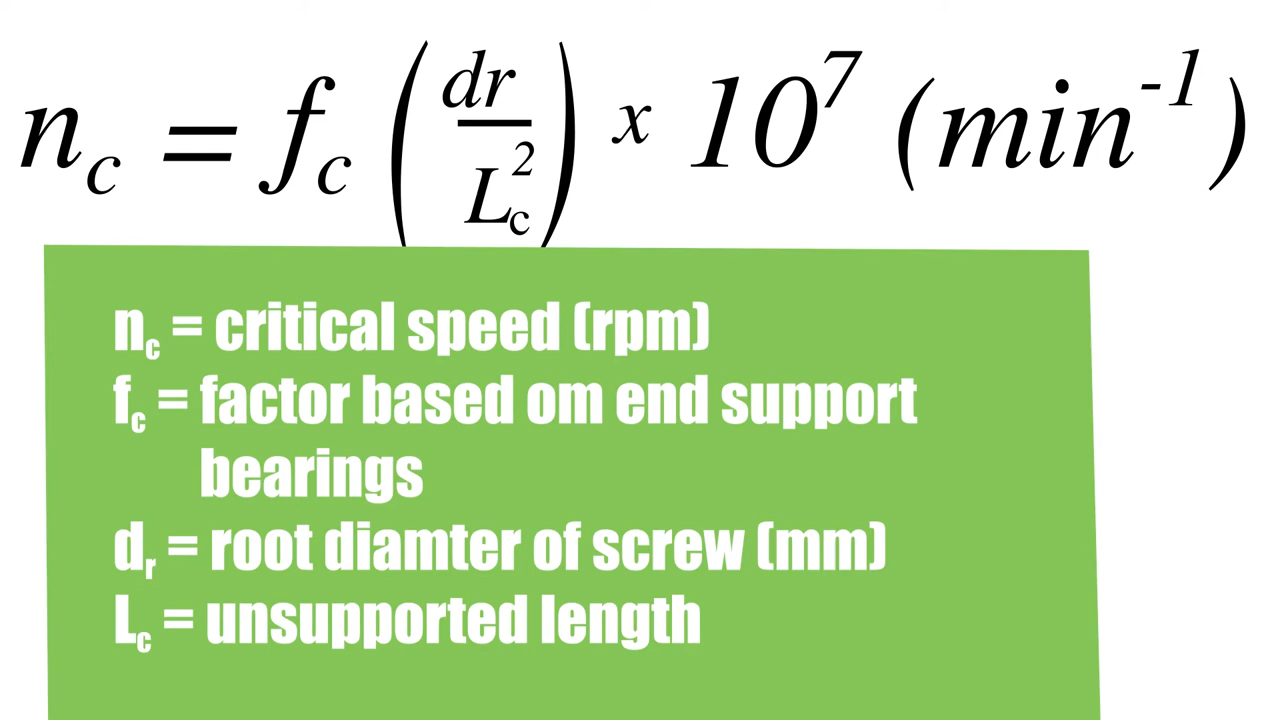 n_c = f_c (dr / L_c^2) x 10^7 (min^-1)
n_c = critical speed (rpm)
f_c = factor based om end support
bearings
d_r = root diamter of screw (mm)
L_c = unsupported length